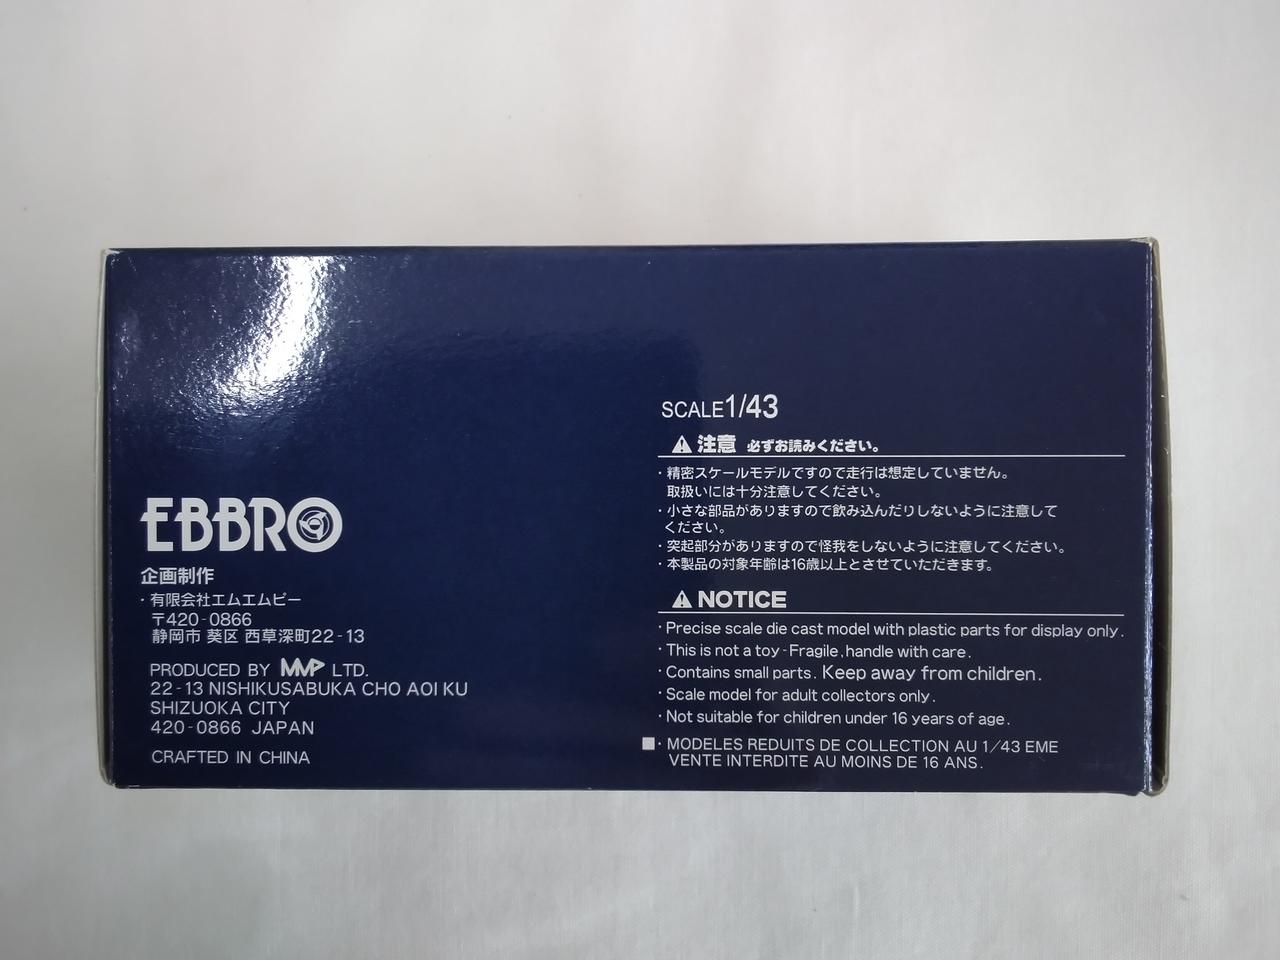 EBBRO
企画制作
・有限会社エムエムピー
〒420-0866
静岡市 葵区 西草深町22-13
PRODUCED BY MMP LTD.
22-13 NISHIKUSABUKA CHO AOI KU
SHIZUOKA CITY
420-0866 JAPAN
CRAFTED IN CHINA
SCALE1/43
⚠注意 必ずお読みください。
・精密スケールモデルですので走行は想定していません。
取扱いには十分注意してください。
・小さな部品がありますので飲み込んだりしないように注意して
ください。
・突起部分がありますので怪我をしないように注意してください。
・本製品の対象年齢は16歳以上とさせていただきます。
⚠NOTICE
・Precise scale die cast model with plastic parts for display only.
・This is not a toy-Fragile,handle with care.
・Contains small parts. Keep away from children.
・Scale model for adult collectors only.
・Not suitable for children under 16 years of age.
■・MODELES REDUITS DE COLLECTION AU 1/43 EME
VENTE INTERDITE AU MOINS DE 16 ANS.